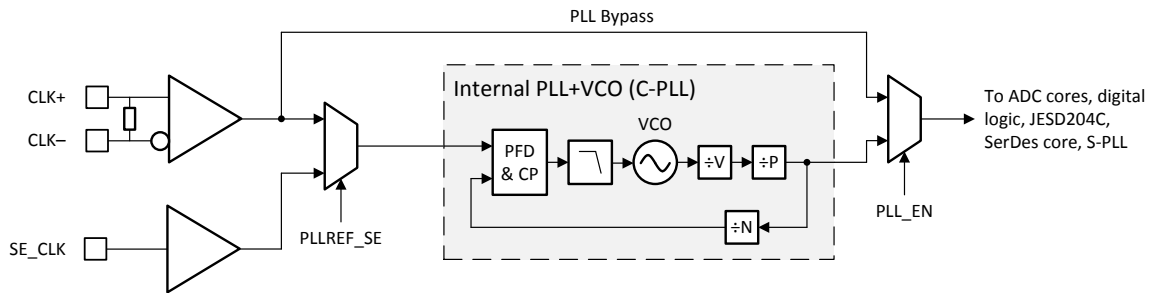 PLL Bypass
CLK+
CLK–
SE_CLK
PLLREF_SE
Internal PLL+VCO (C-PLL)
VCO
PFD
& CP
÷V
÷P
÷N
PLL_EN
To ADC cores, digital
logic, JESD204C,
SerDes core, S-PLL